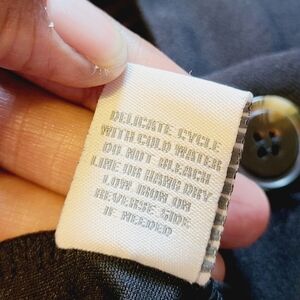 DELICATE CYCLE
WITH COLD WATER
DO NOT BLEACH
LINE OR HANG DRY
LOW IRON ON
REVERSE SIDE
IF NEEDED